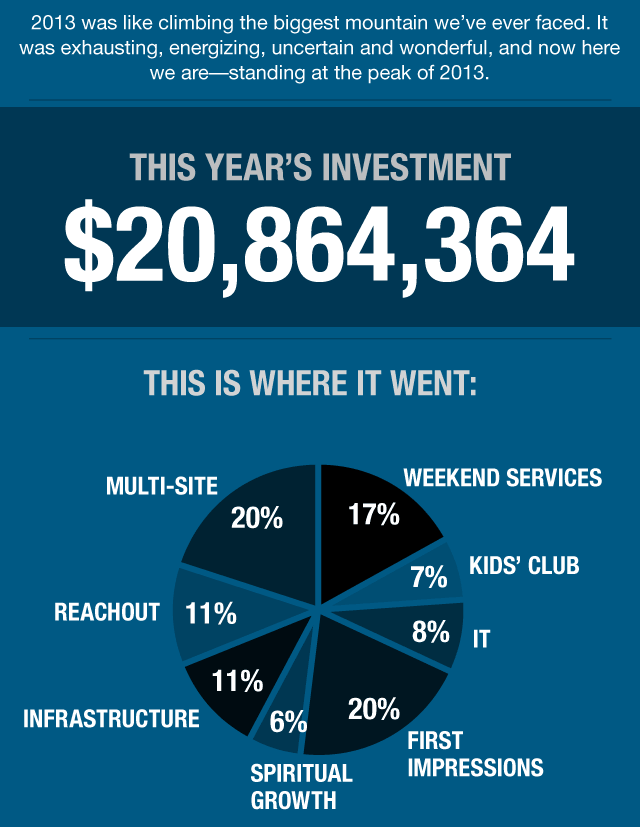 2013 was like climbing the biggest mountain we’ve ever faced. It
was exhausting, energizing, uncertain and wonderful, and now here
we are—standing at the peak of 2013.
THIS YEAR’S INVESTMENT
$20,864,364
THIS IS WHERE IT WENT:
MULTI-SITE
20%
WEEKEND SERVICES
17%
KIDS’ CLUB
7%
REACHOUT
11%
IT
8%
INFRASTRUCTURE
11%
SPIRITUAL
GROWTH
6%
FIRST
IMPRESSIONS
20%